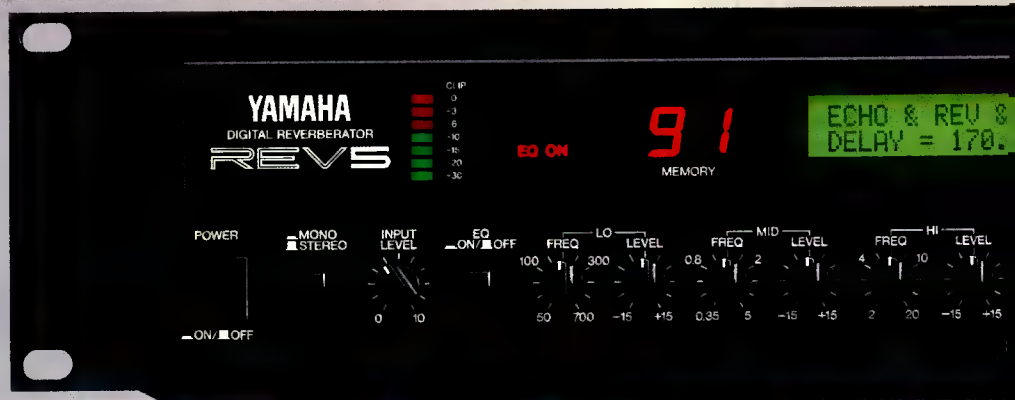 YAMAHA
DIGITAL REVERBERATOR
REV5
CLIP
0
-3
6
-10
-15
-20
-30
EQ ON
91
MEMORY
ECHO & REV &
DELAY = 170.
POWER
ON/ OFF
MONO
STEREO
INPUT
LEVEL
0 10
EQ
ON/ OFF
LO
FREQ LEVEL
100 300
50 700 -15 +15
MID
FREQ LEVEL
0.8 2
0.35 5 -15 +15
HI
FREQ LEVEL
4 10
2 20 -15 +15